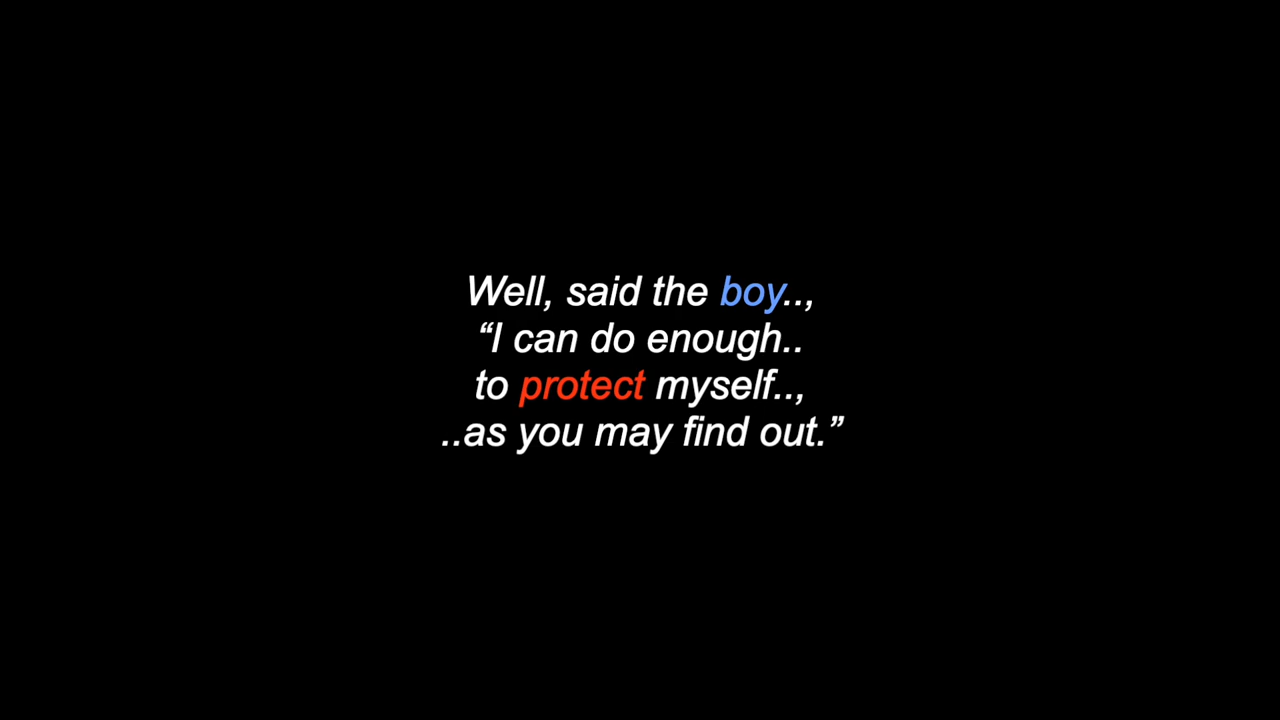 Well, said the boy..,
“I can do enough..
to protect myself..,
..as you may find out.”